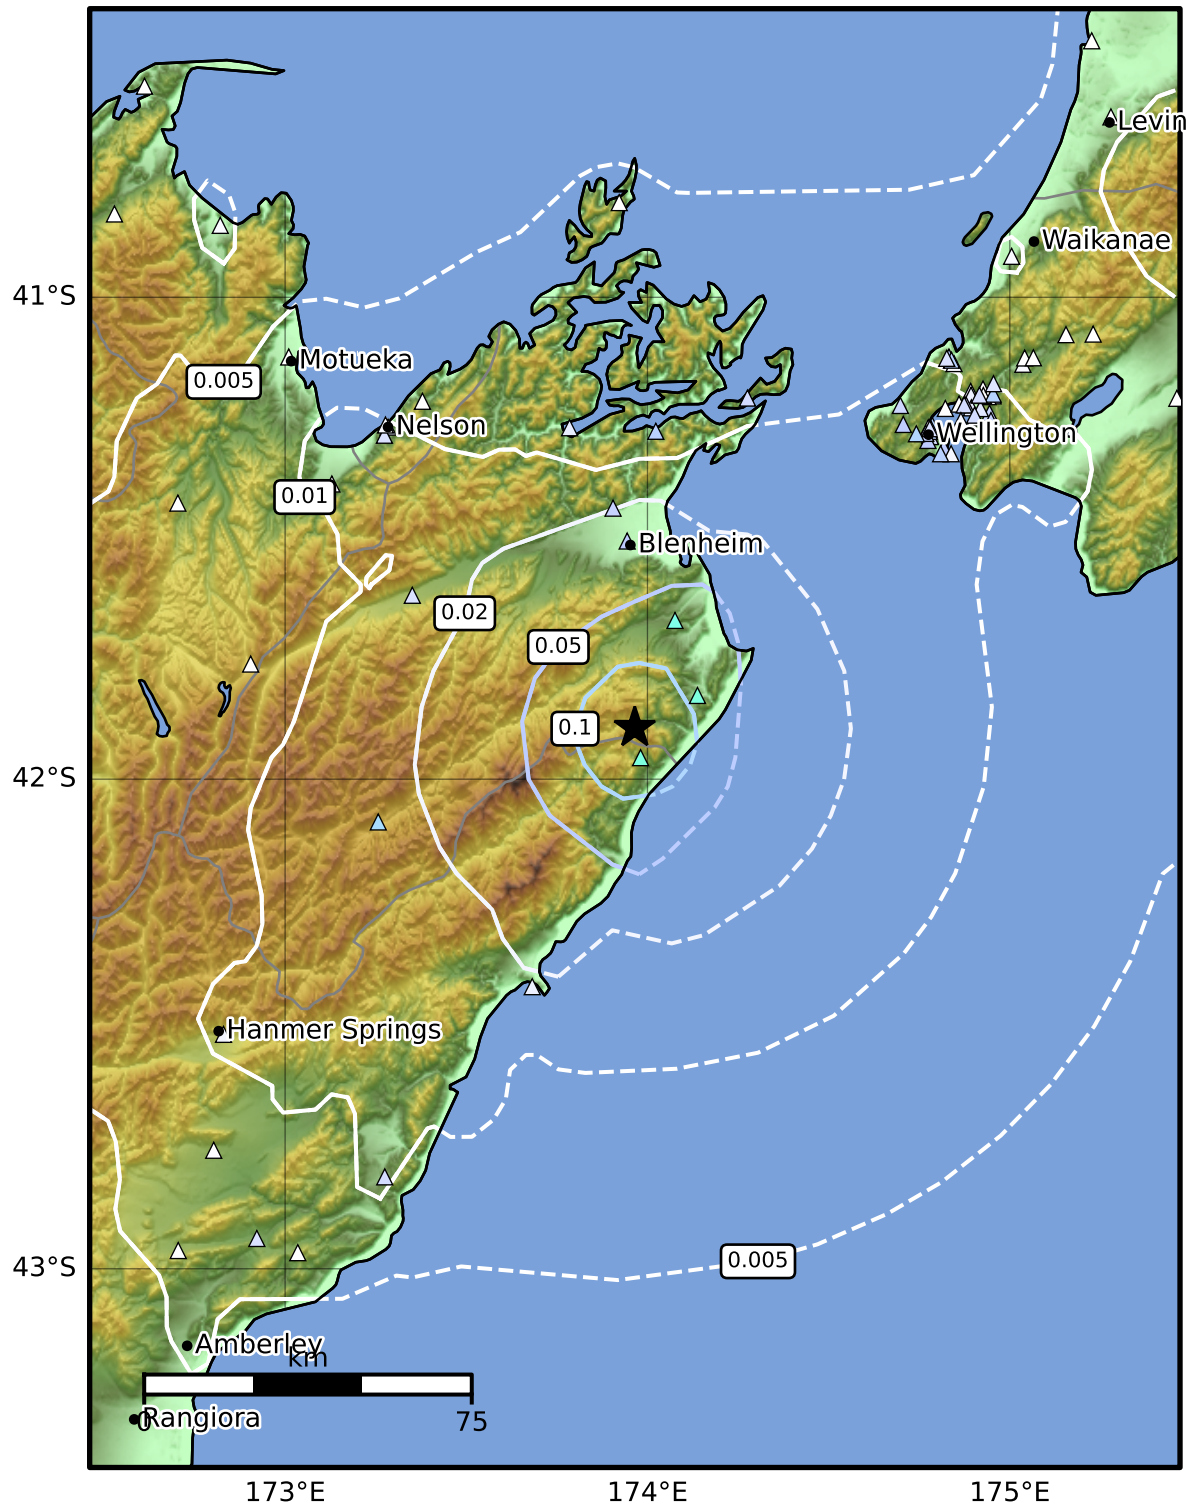 Levin
Waikanae
41°S
Motueka
0.005
Nelson
Wellington
0.01
Blenheim
0.02
0.05
0.1
42°S
Hanmer Springs
0.005
43°S
Amberley
km
0
75
Rangiora
173°E
174°E
175°E